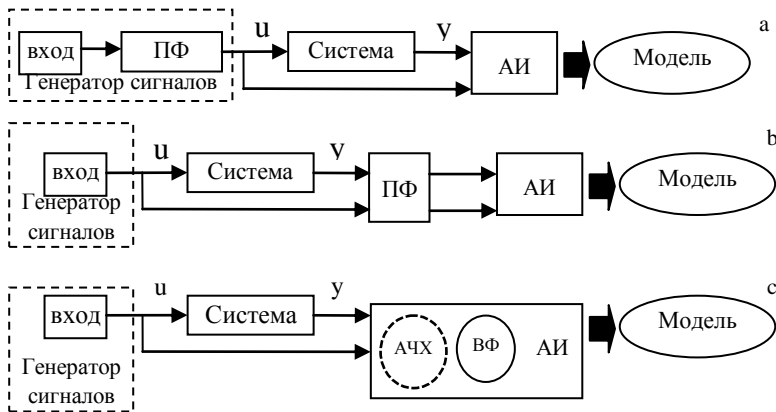 вход ПФ u Система y АИ Модель a
Генератор сигналов
вход u Система y ПФ АИ Модель b
Генератор
сигналов
вход u Система y АЧХ ВФ АИ Модель c
Генератор
сигналов